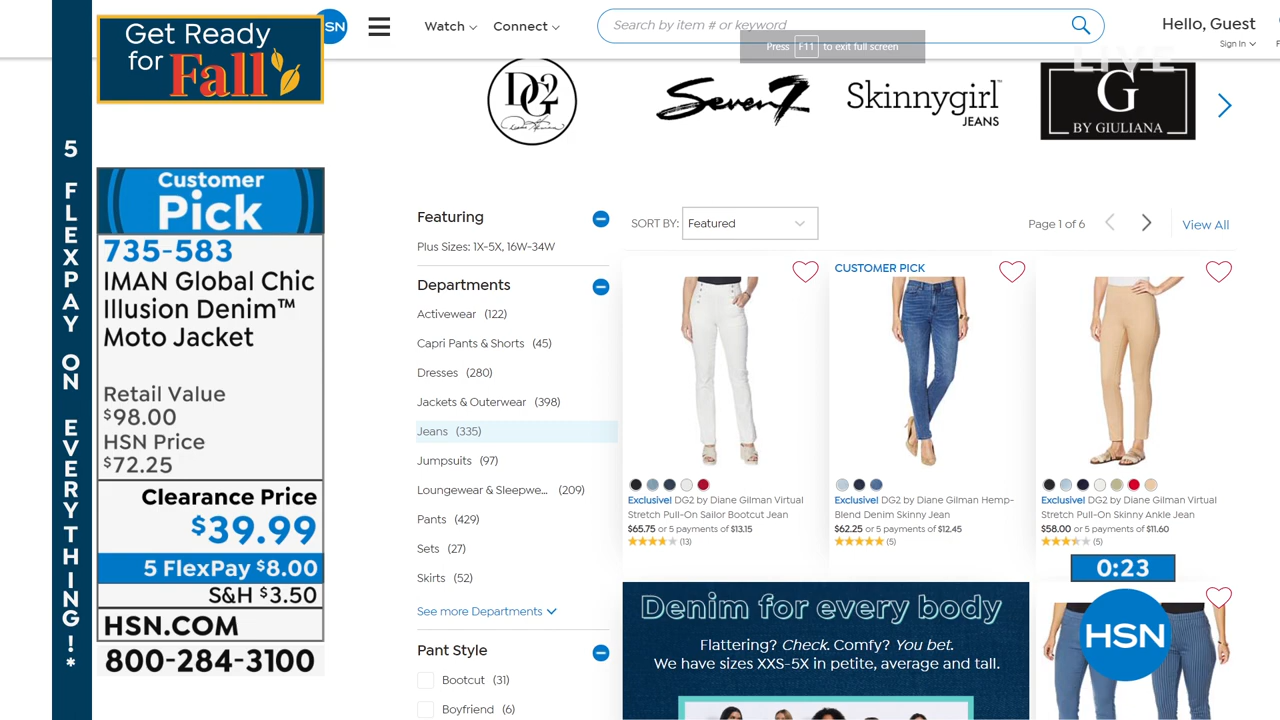 Get Ready
for Fall
SN
Watch
Connect
Search by item # or keyword
Press F11 to exit full screen
Hello, Guest
Sign In
LIVE
DG2
Seven7
Skinnygirl™
JEANS
G
BY GIULIANA
5 FLEXPAY ON EVERYTHING!*
Customer
Pick
735-583
IMAN Global Chic
Illusion Denim™
Moto Jacket
Retail Value
$98.00
HSN Price
$72.25
Clearance Price
$39.99
5 FlexPay $8.00
S&H $3.50
HSN.COM
800-284-3100
Featuring
Plus Sizes: 1X-5X, 16W-34W
Departments
Activewear (122)
Capri Pants & Shorts (45)
Dresses (280)
Jackets & Outerwear (398)
Jeans (335)
Jumpsuits (97)
Loungewear & Sleepwe... (209)
Pants (429)
Sets (27)
Skirts (52)
See more Departments
Pant Style
Bootcut (31)
Boyfriend (6)
SORT BY: Featured
Page 1 of 6
View All
Exclusive! DG2 by Diane Gilman Virtual
Stretch Pull-On Sailor Bootcut Jean
$65.75 or 5 payments of $13.15
(13)
CUSTOMER PICK
Exclusive! DG2 by Diane Gilman Hemp-
Blend Denim Skinny Jean
$62.25 or 5 payments of $12.45
(5)
Exclusive! DG2 by Diane Gilman Virtual
Stretch Pull-On Skinny Ankle Jean
$58.00 or 5 payments of $11.60
(5)
0:23
Denim for every body
Flattering? Check. Comfy? You bet.
We have sizes XXS-5X in petite, average and tall.
HSN